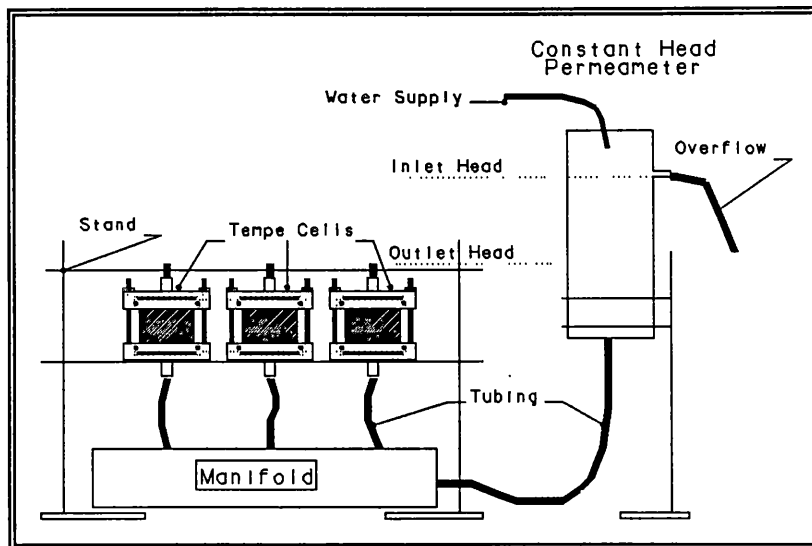 Constant Head
Permeameter
Water Supply
Overflow
Inlet Head
Stand
Tempe Cells
Outlet Head
Tubing
Manifold